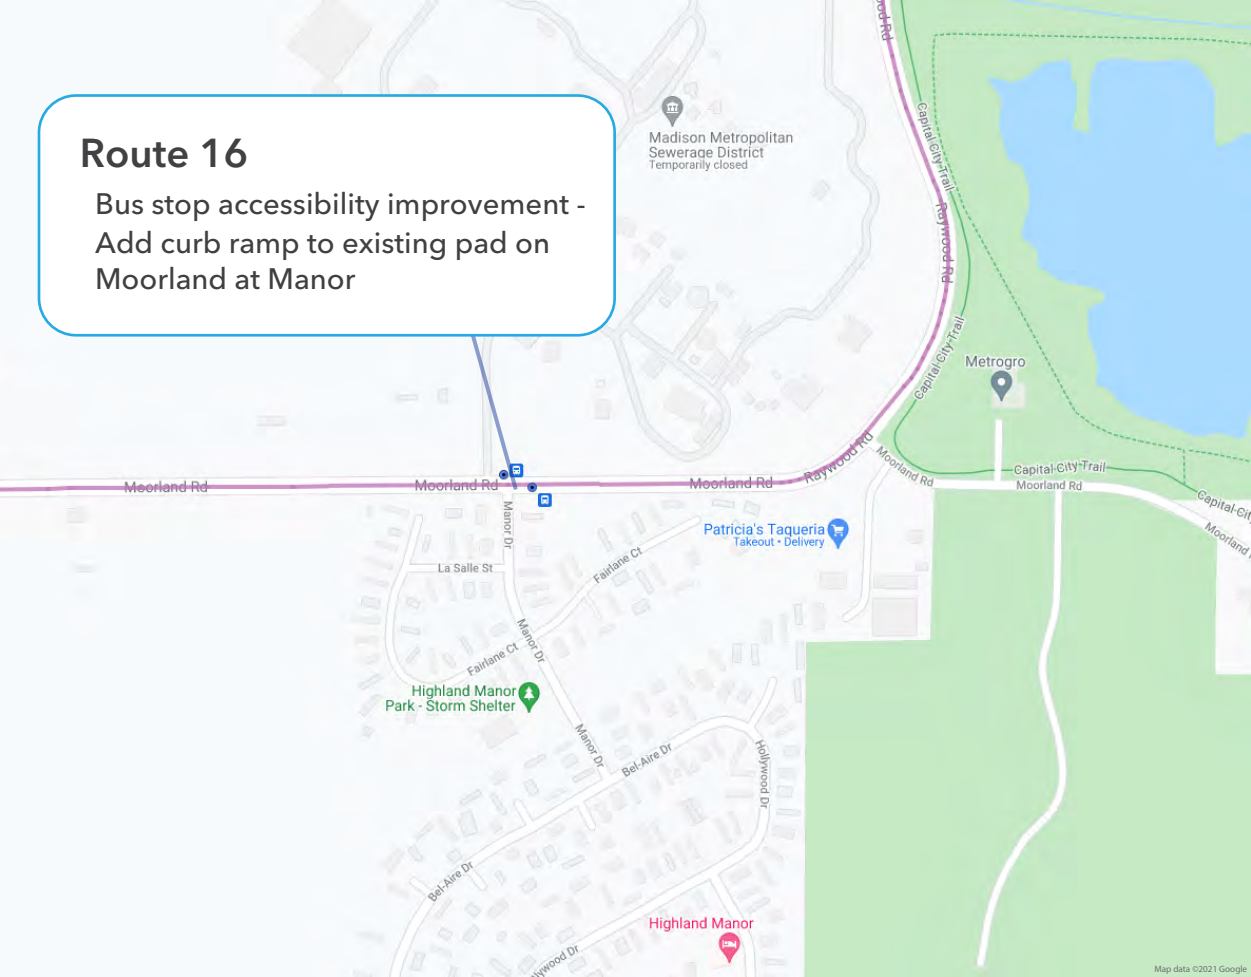 Route 16
Bus stop accessibility improvement -
Add curb ramp to existing pad on
Moorland at Manor
Madison Metropolitan
Sewerage District
Temporarily closed
Capital City Trail
Raywood Rd
Capital City Trail
Metrogro
Moorland Rd
Moorland Rd
Moorland Rd
Raywood Rd
Moorland Rd
Capital City Trail
Moorland Rd
Manor Dr
Patricia's Taqueria
Takeout • Delivery
La Salle St
Fairlane Ct
Manor Dr
Fairlane Ct
Highland Manor
Park - Storm Shelter
Manor Dr
Bel-Aire Dr
Hollywood Dr
Bel-Aire Dr
Highland Manor
Map data ©2021 Google